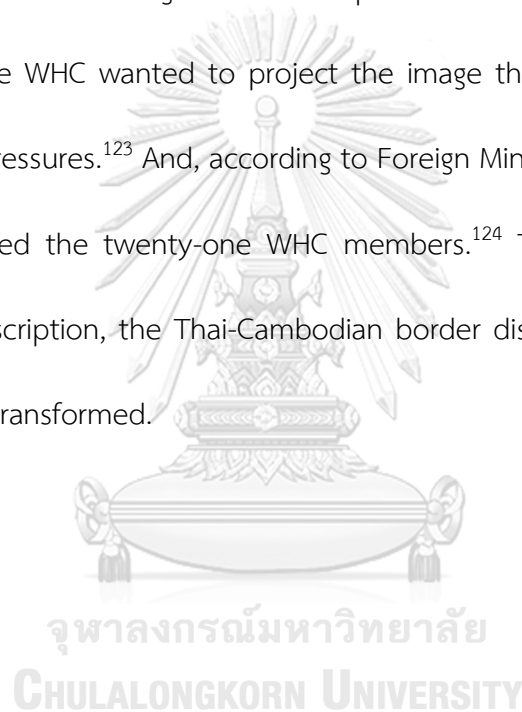 e WHC wanted to project the image th
ressures.¹²³ And, according to Foreign Min
ed the twenty-one WHC members.¹²⁴ T
scription, the Thai-Cambodian border dis
ransformed.
จุฬาลงกรณ์มหาวิทยาลัย
CHULALONGKORN UNIVERSITY